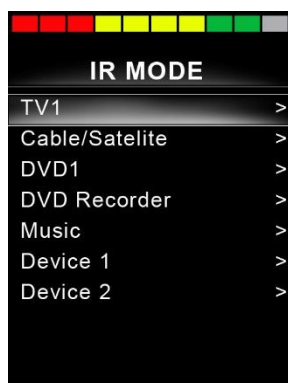 IR MODE
TV1 >
Cable/Satelite >
DVD1 >
DVD Recorder >
Music >
Device 1 >
Device 2 >